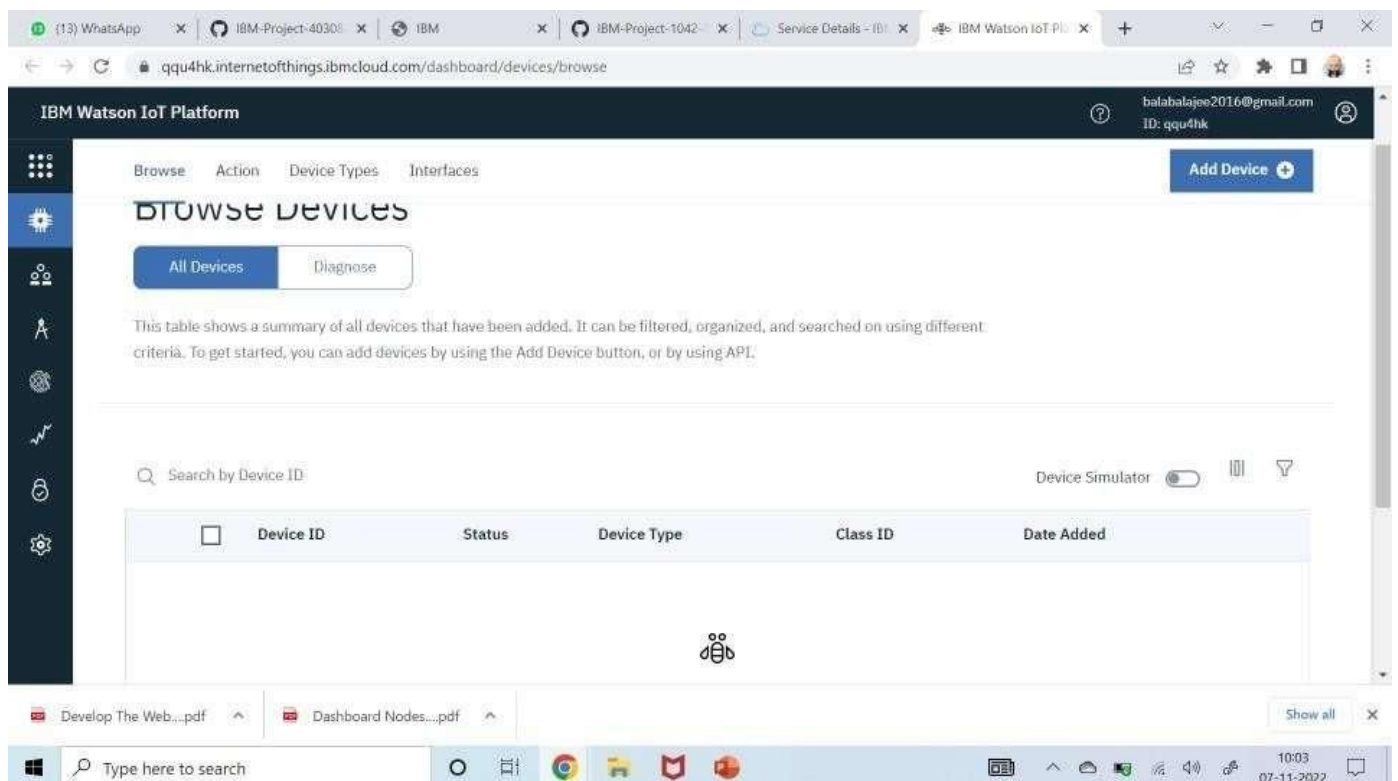 (13) WhatsApp
IBM-Project-40308
IBM
IBM-Project-1042-
Service Details - IB
IBM Watson IoT Pl
qqu4hk.internetofthings.ibmcloud.com/dashboard/devices/browse
IBM Watson IoT Platform
balabalajee2016@gmail.com
ID: qqu4hk
Browse Action Device Types Interfaces
Add Device
Browse Devices
All Devices Diagnose
This table shows a summary of all devices that have been added. It can be filtered, organized, and searched on using different
criteria. To get started, you can add devices by using the Add Device button, or by using API.
Search by Device ID
Device Simulator
Device ID Status Device Type Class ID Date Added
Develop The Web....pdf
Dashboard Nodes....pdf
Show all
Type here to search
10:03
07-11-2022